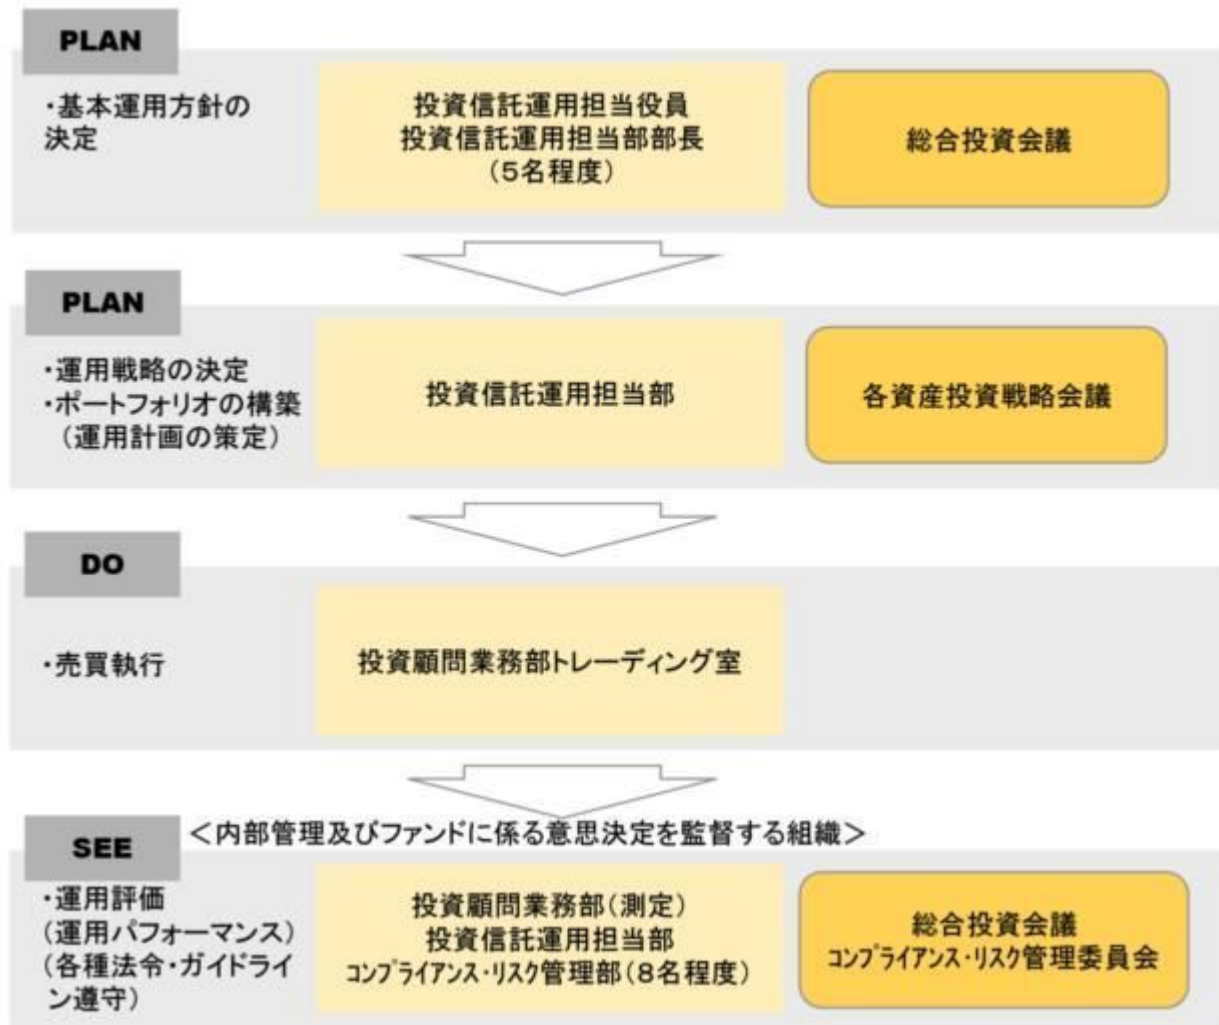 PLAN
・基本運用方針の
決定
投資信託運用担当役員
投資信託運用担当部部長
(5名程度)
総合投資会議
PLAN
・運用戦略の決定
・ポートフォリオの構築
(運用計画の策定)
投資信託運用担当部
各資産投資戦略会議
DO
・売買執行
投資顧問業務部トレーディング室
SEE
＜内部管理及びファンドに係る意思決定を監督する組織＞
・運用評価
(運用パフォーマンス)
(各種法令・ガイドライ
ン遵守)
投資顧問業務部(測定)
投資信託運用担当部
コンプライアンス・リスク管理部(8名程度)
総合投資会議
コンプライアンス・リスク管理委員会